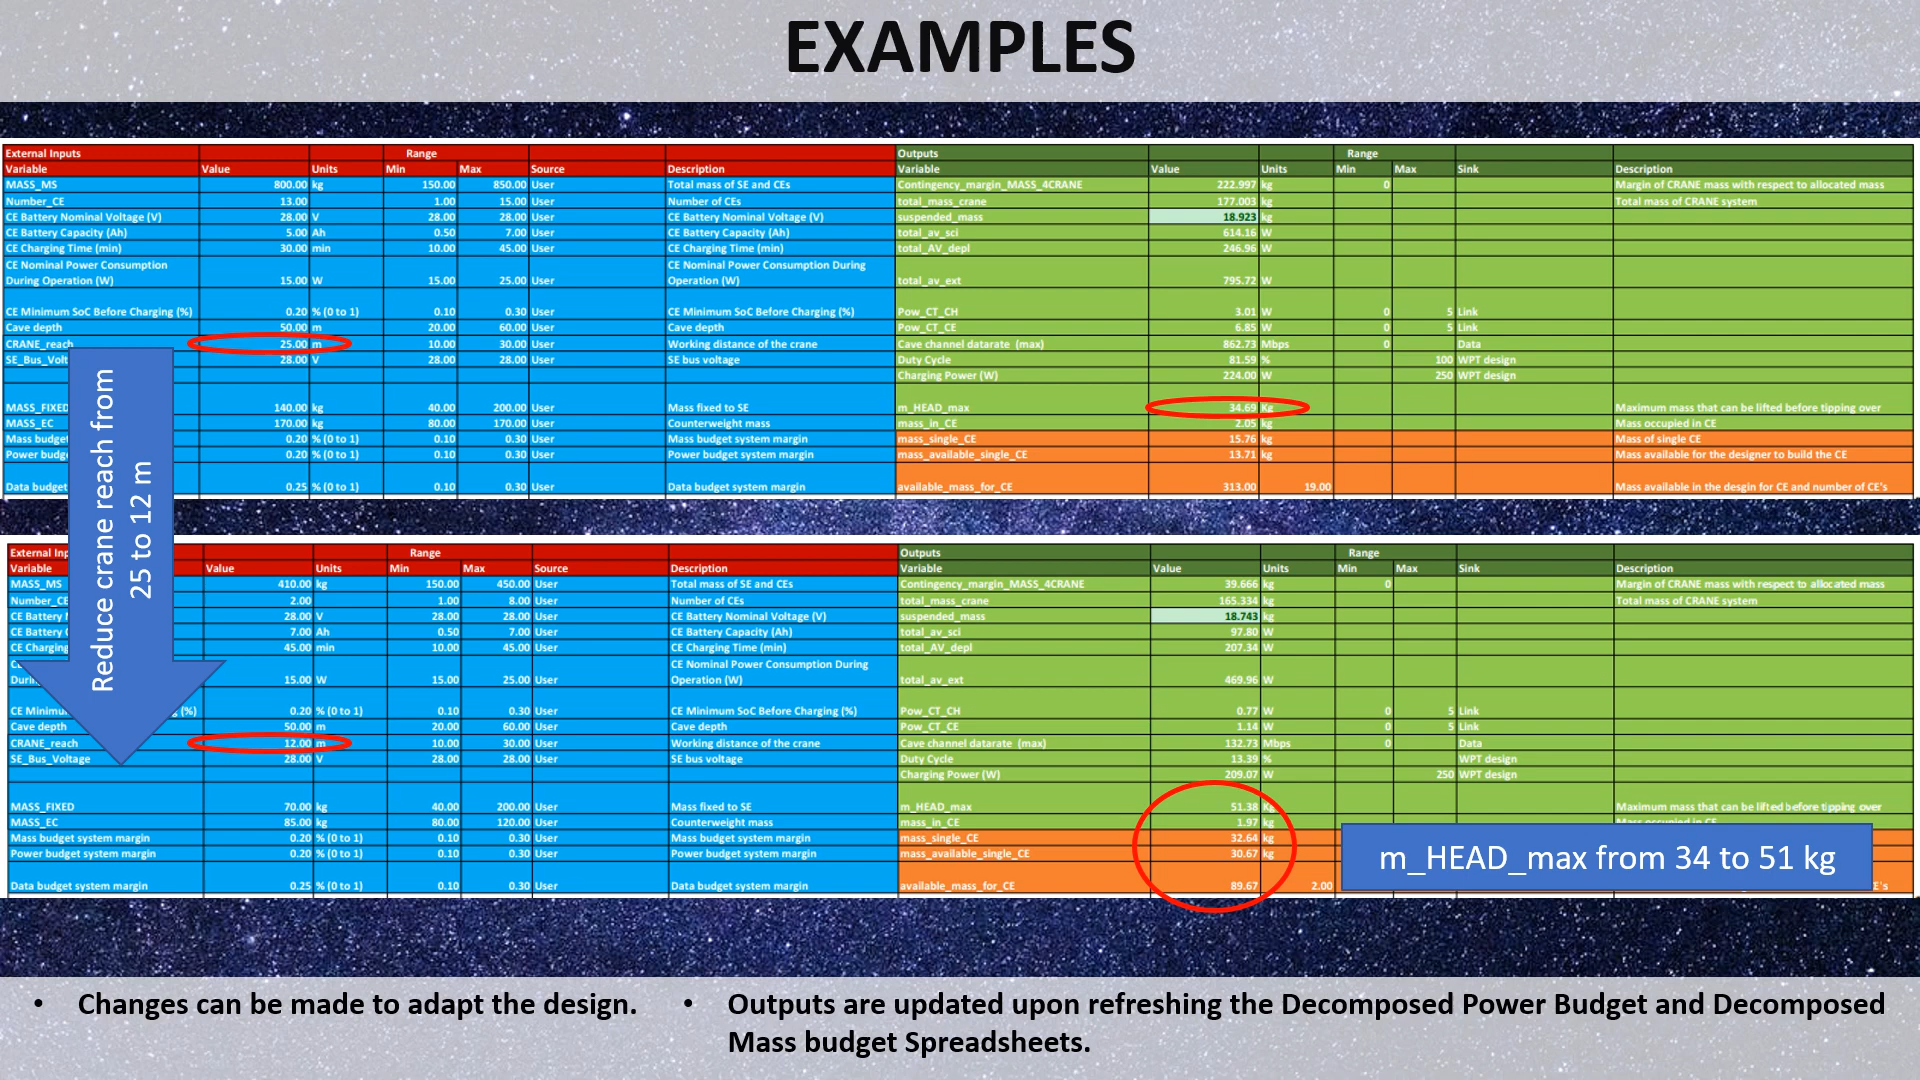 EXAMPLES
External Inputs Range Outputs Range
Variable Value Units Min Max Source Description Variable Value Units Min Max Sink Description
MASS_MS 800.00 kg 150.00 850.00 User Total mass of SE and CEs Contingency_margin_MASS_4CRANE 222.997 kg 0 Margin of CRANE mass with respect to allocated mass
Number_CE 13.00 1.00 15.00 User Number of CEs total_mass_crane 177.003 kg Total mass of CRANE system
CE Battery Nominal Voltage (V) 28.00 V 28.00 28.00 User CE Battery Nominal Voltage (V) suspended_mass 18.923 kg
CE Battery Capacity (Ah) 5.00 Ah 0.50 7.00 User CE Battery Capacity (Ah) total_av_sci 614.16 W
CE Charging Time (min) 30.00 min 10.00 45.00 User CE Charging Time (min) total_AV_depl 246.96 W
CE Nominal Power Consumption CE Nominal Power Consumption During
During Operation (W) 15.00 W 15.00 25.00 User Operation (W) total_av_ext 795.72 W
CE Minimum SoC Before Charging (%) 0.20 % (0 to 1) 0.10 0.30 User CE Minimum SoC Before Charging (%) Pow_CT_CH 3.01 W 0 5 Link
Cave depth 50.00 m 20.00 60.00 User Cave depth Pow_CT_CE 6.85 W 0 5 Link
CRANE_reach 25.00 m 10.00 30.00 User Working distance of the crane Cave channel datarate (max) 862.73 Mbps 0 Data
SE_Bus_Volt 28.00 V 28.00 28.00 User SE bus voltage Duty Cycle 81.59 % 100 WPT design
Charging Power (W) 224.00 W 250 WPT design
MASS_FIXED 140.00 kg 40.00 200.00 User Mass fixed to SE m_HEAD_max 34.69 Kg Maximum mass that can be lifted before tipping over
MASS_EC 170.00 kg 80.00 170.00 User Counterweight mass mass_in_CE 2.05 kg Mass occupied in CE
Mass budget 0.20 % (0 to 1) 0.10 0.30 User Mass budget system margin mass_single_CE 15.76 kg Mass of single CE
Power budg 0.20 % (0 to 1) 0.10 0.30 User Power budget system margin mass_available_single_CE 13.71 kg Mass available for the designer to build the CE
Data budget 0.25 % (0 to 1) 0.10 0.30 User Data budget system margin available_mass_for_CE 313.00 19.00 Mass available in the desgin for CE and number of CE's
Reduce crane reach from
25 to 12 m
External Inp Range Outputs Range
Variable Value Units Min Max Source Description Variable Value Units Min Max Sink Description
MASS_MS 410.00 kg 150.00 450.00 User Total mass of SE and CEs Contingency_margin_MASS_4CRANE 39.666 kg 0 Margin of CRANE mass with respect to allocated mass
Number_CE 2.00 1.00 8.00 User Number of CEs total_mass_crane 165.334 kg Total mass of CRANE system
CE Battery 28.00 V 28.00 28.00 User CE Battery Nominal Voltage (V) suspended_mass 18.743 kg
CE Battery 7.00 Ah 0.50 7.00 User CE Battery Capacity (Ah) total_av_sci 97.80 W
CE Charging 45.00 min 10.00 45.00 User CE Charging Time (min) total_AV_depl 207.34 W
CE Nominal Power Consumption During
Durin 15.00 W 15.00 25.00 User Operation (W) total_av_ext 469.96 W
CE Minimu (%) 0.20 % (0 to 1) 0.10 0.30 User CE Minimum SoC Before Charging (%) Pow_CT_CH 0.77 W 0 5 Link
Cave depth 50.00 m 20.00 60.00 User Cave depth Pow_CT_CE 1.14 W 0 5 Link
CRANE_reach 12.00 m 10.00 30.00 User Working distance of the crane Cave channel datarate (max) 132.73 Mbps 0 Data
SE_Bus_Voltage 28.00 V 28.00 28.00 User SE bus voltage Duty Cycle 13.39 % WPT design
Charging Power (W) 209.07 W 250 WPT design
MASS_FIXED 70.00 kg 40.00 200.00 User Mass fixed to SE m_HEAD_max 51.38 Kg Maximum mass that can be lifted before tipping over
MASS_EC 85.00 kg 80.00 120.00 User Counterweight mass mass_in_CE 1.97 kg Mass occupied in CE
Mass budget system margin 0.20 % (0 to 1) 0.10 0.30 User Mass budget system margin mass_single_CE 32.64 kg
Power budget system margin 0.20 % (0 to 1) 0.10 0.30 User Power budget system margin mass_available_single_CE 30.67 kg
Data budget system margin 0.25 % (0 to 1) 0.10 0.30 User Data budget system margin available_mass_for_CE 89.67 2.00 E's
m_HEAD_max from 34 to 51 kg
• Changes can be made to adapt the design.
• Outputs are updated upon refreshing the Decomposed Power Budget and Decomposed
Mass budget Spreadsheets.